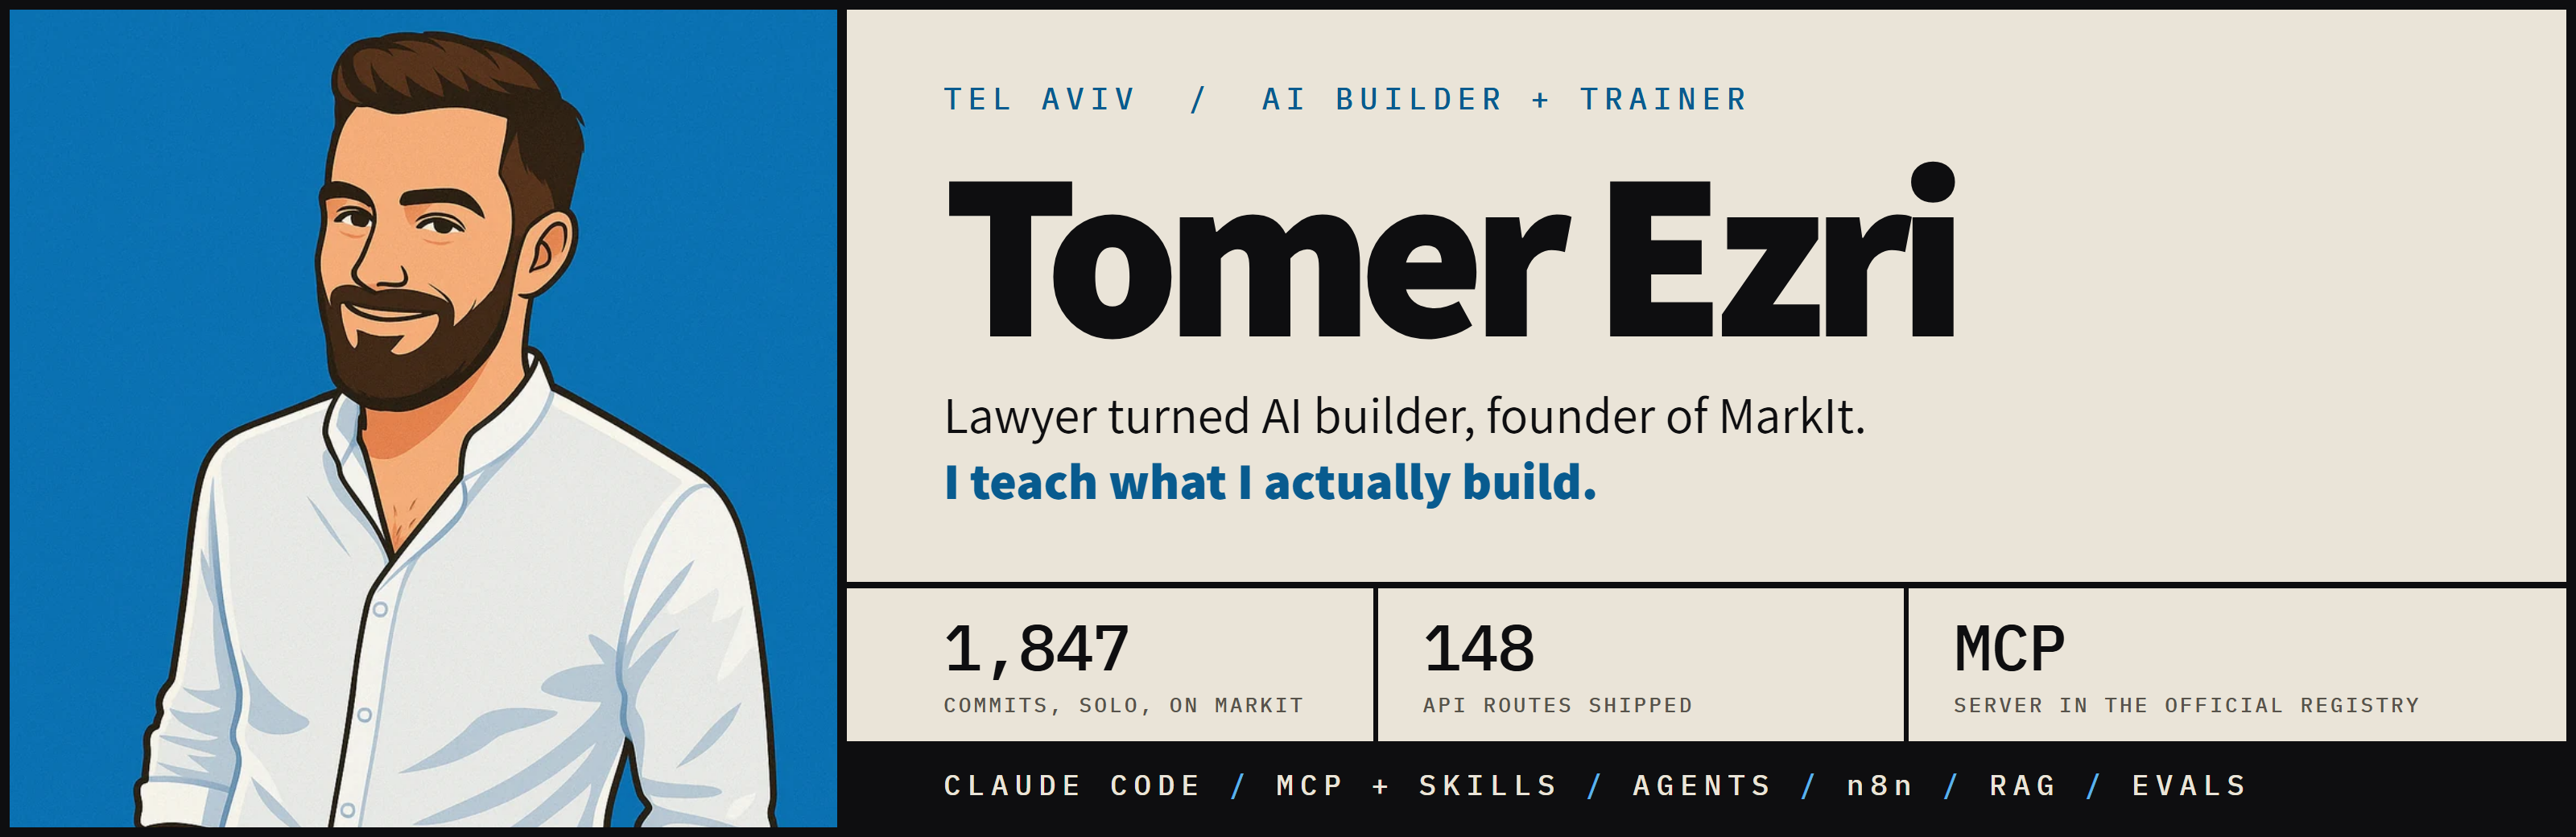 TEL AVIV / AI BUILDER + TRAINER
Tomer Ezri
Lawyer turned AI builder, founder of MarkIt.
I teach what I actually build.
1,847
COMMITS, SOLO, ON MARKIT
148
API ROUTES SHIPPED
MCP
SERVER IN THE OFFICIAL REGISTRY
CLAUDE CODE / MCP + SKILLS / AGENTS / n8n / RAG / EVALS